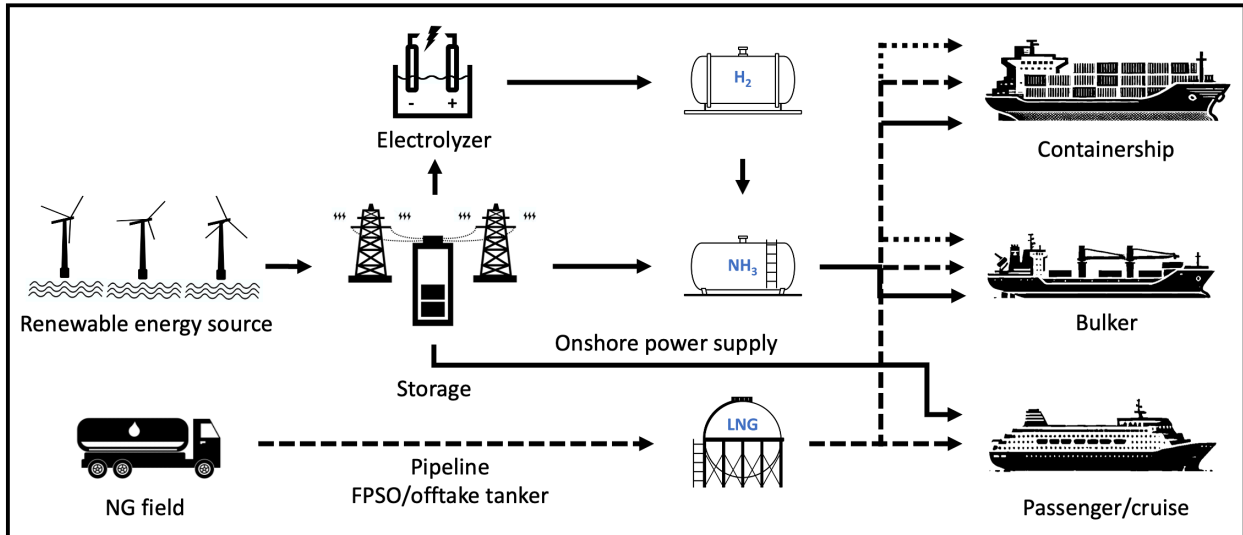 H₂
- +
Electrolyzer
Containership
NH₃
Renewable energy source
Bulker
Onshore power supply
Storage
LNG
Pipeline
FPSO/offtake tanker
NG field
Passenger/cruise